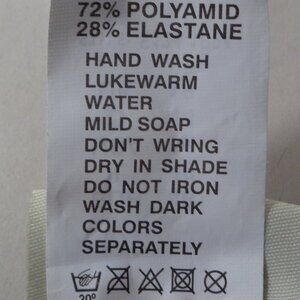 72% POLYAMID
28% ELASTANE
HAND WASH
LUKEWARM
WATER
MILD SOAP
DON'T WRING
DRY IN SHADE
DO NOT IRON
WASH DARK
COLORS
SEPARATELY
30°